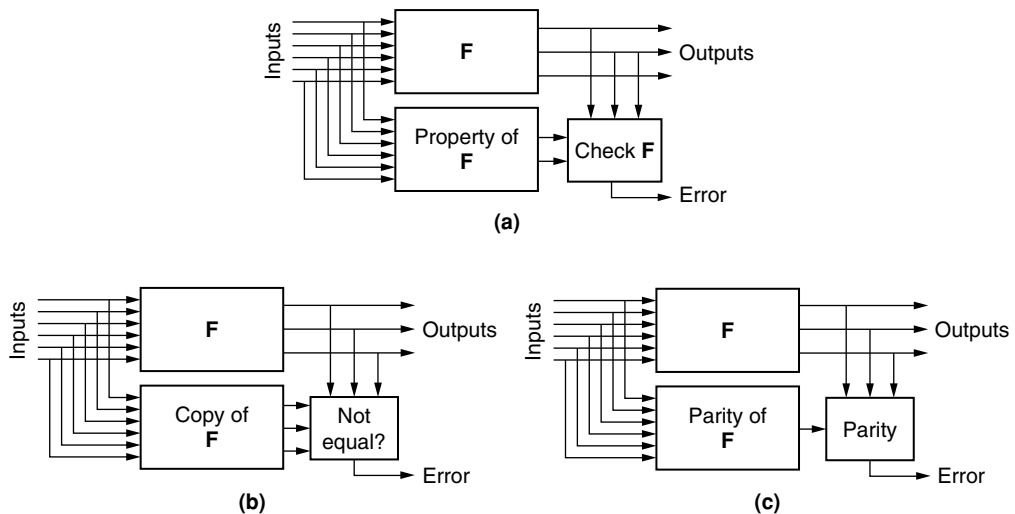 Inputs
F
Outputs
Property of
F
Check F
Error
(a)
Inputs
F
Outputs
Copy of
F
Not
equal?
Error
(b)
Inputs
F
Outputs
Parity of
F
Parity
Error
(c)